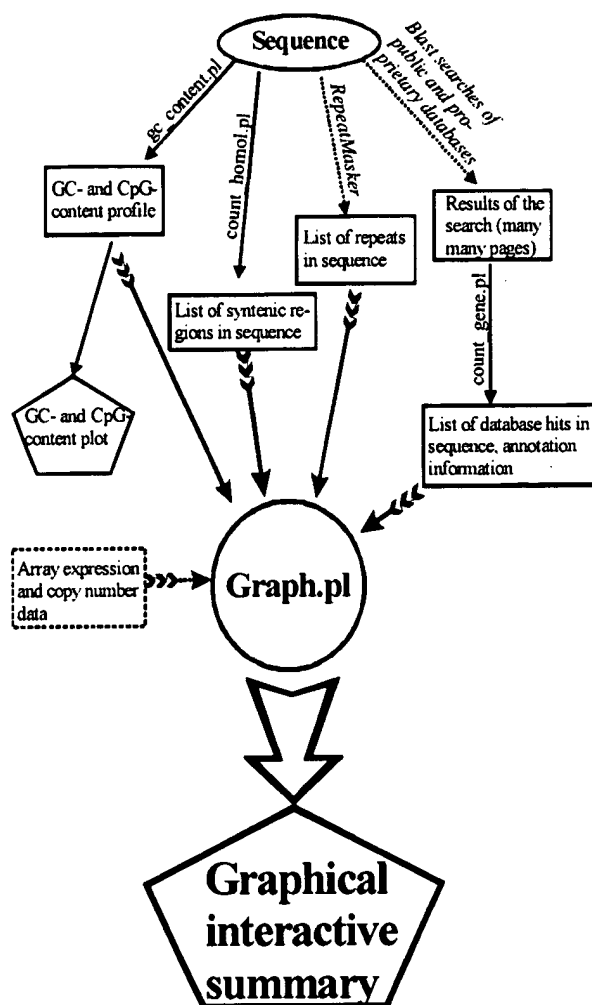 Sequence
gc_content.pl
count_homol.pl
RepeatMasker
Blast searches of
public and pro-
prietary databases
GC- and CpG-
content profile
List of syntenic re-
gions in sequence
List of repeats
in sequence
Results of the
search (many
many pages)
count_gene.pl
GC- and CpG-
content plot
List of database hits in
sequence, annotation
information
Array expression
and copy number
data
Graph.pl
Graphical
interactive
summary